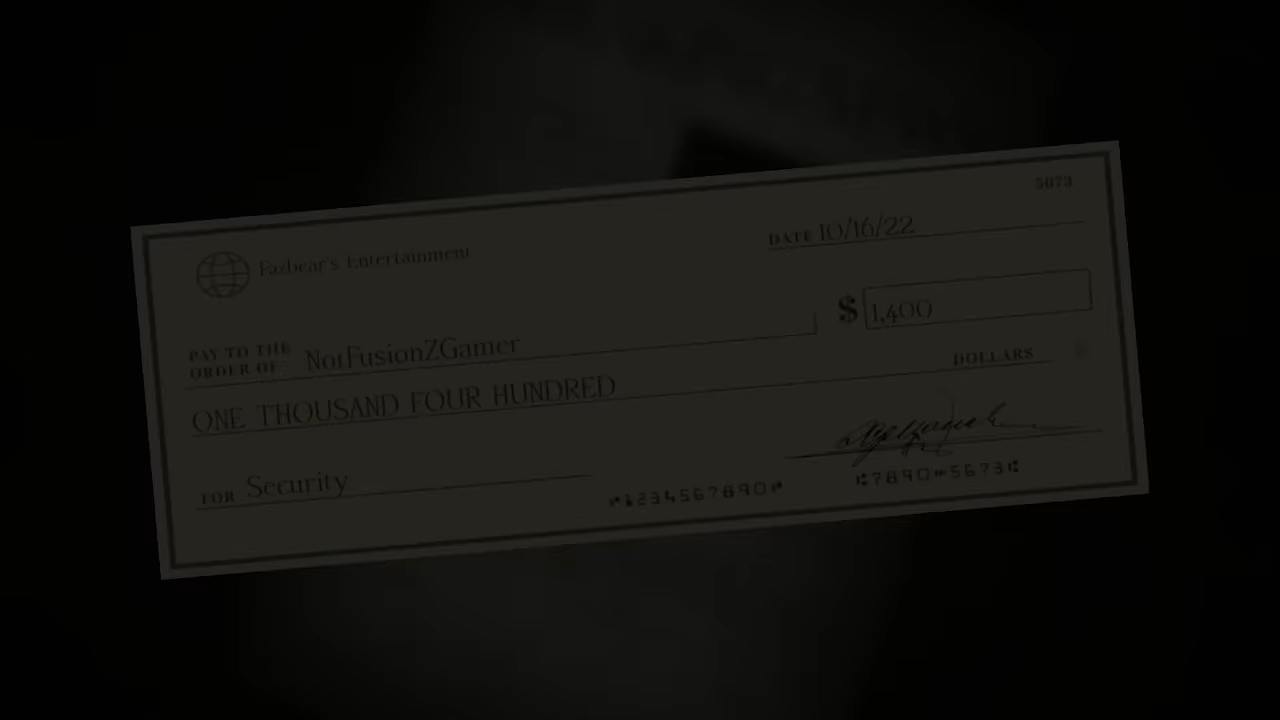 5073
Fazbear's Entertainment
DATE 10/16/22
$ 1,400
PAY TO THE
ORDER OF NotFusionZGamer
ONE THOUSAND FOUR HUNDRED
DOLLARS
FOR Security
⑈1234567890⑈
⑆7890⑉5673⑆